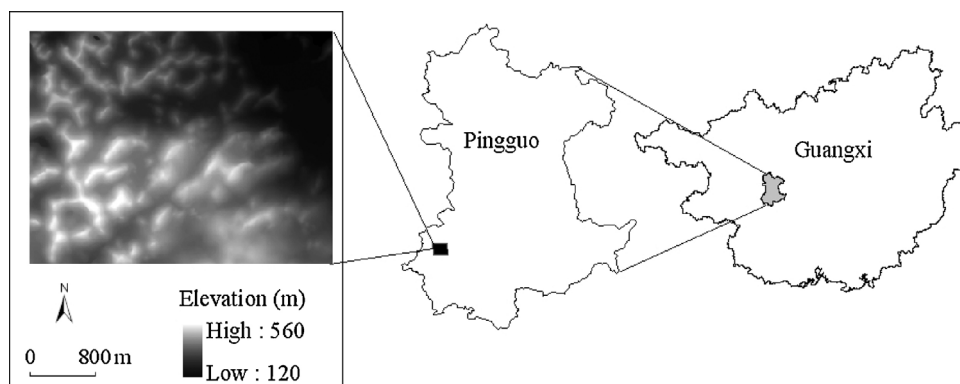 Pingguo
Guangxi
N
Elevation (m)
High : 560
Low : 120
0 800 m